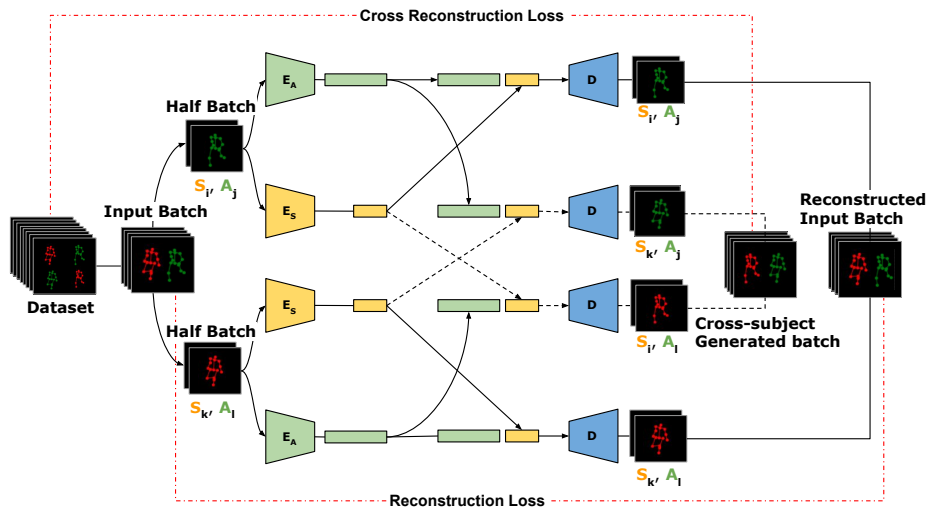 Cross Reconstruction Loss
E_A
D
Half Batch
S_i, A_j
S_i, A_j
E_S
D
Input Batch
Reconstructed
Input Batch
S_k, A_j
Dataset
E_S
D
Half Batch
S_i, A_l
Cross-subject
Generated batch
S_k, A_l
E_A
D
S_k, A_l
Reconstruction Loss